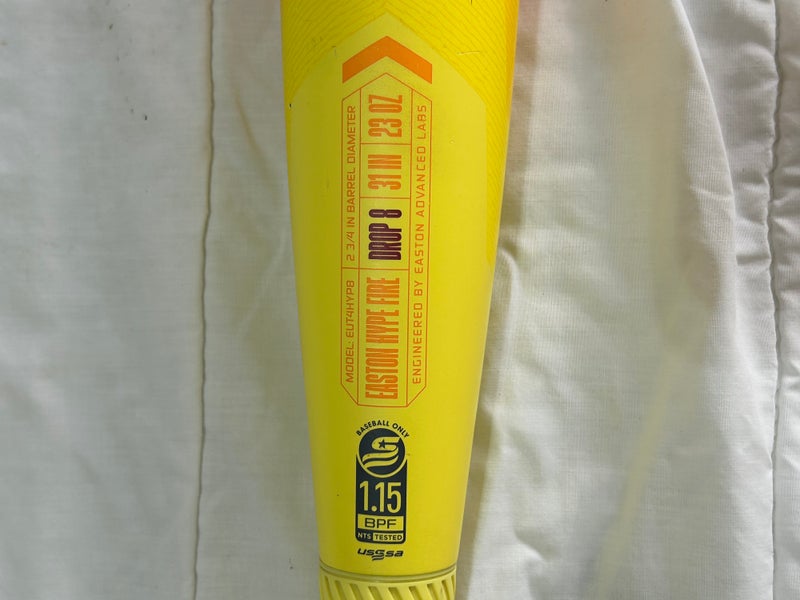 MODEL: EUT4HYP8 2 3/4 IN BARREL DIAMETER
EASTON HYPE FIRE DROP 8 31 IN 23 OZ
ENGINEERED BY EASTON ADVANCED LABS
BASEBALL ONLY
1.15
BPF
NTS TESTED
USSSA